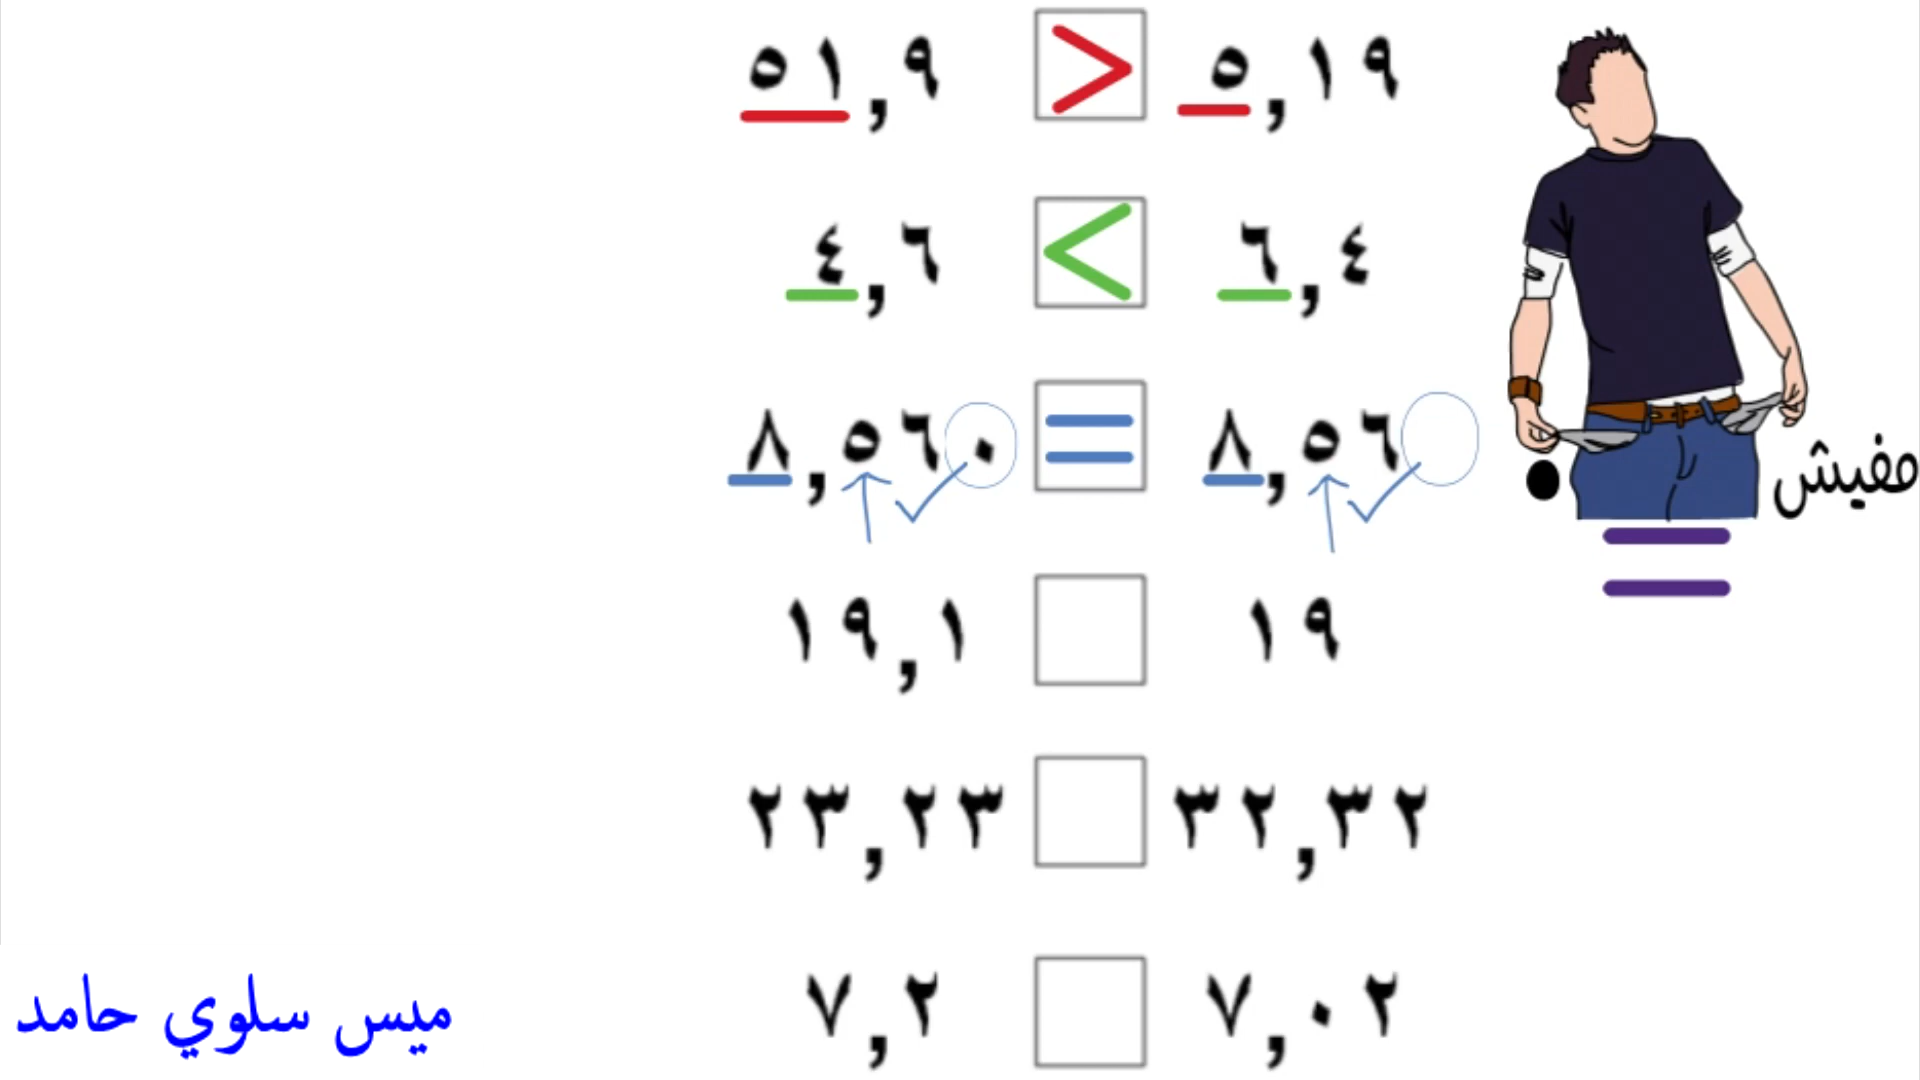 ٥١,٩ > ٥,١٩
٤,٦ < ٦,٤
٨,٥٦٠ = ٨,٥٦
٠ = مفيش
١٩,١ ١٩
٢٣,٢٣ ٣٢,٣٢
٧,٢ ٧,٠٢
ميس سلوي حامد